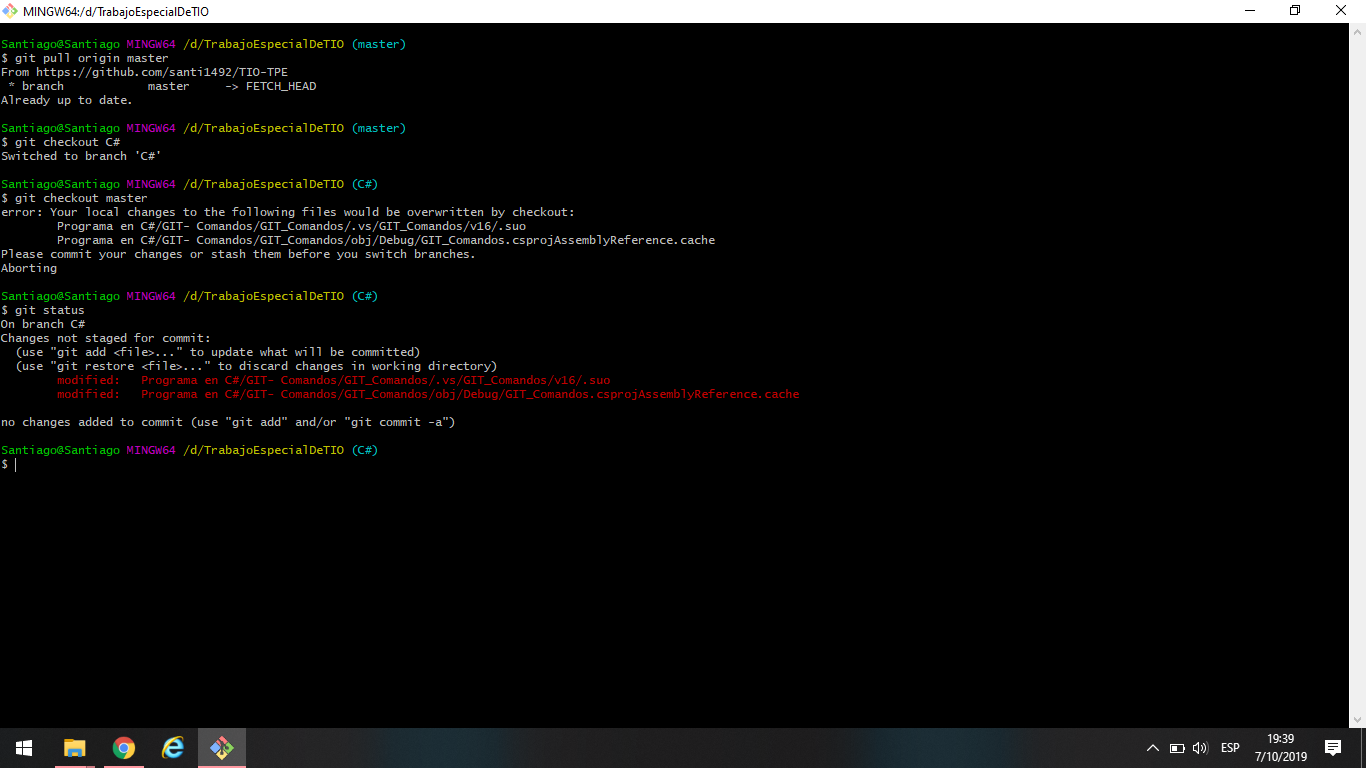 MINGW64:/d/TrabajoEspecialDeTIO
Santiago@Santiago MINGW64 /d/TrabajoEspecialDeTIO (master)
$ git pull origin master
From https://github.com/santi1492/TIO-TPE
 * branch            master     -> FETCH_HEAD
Already up to date.
Santiago@Santiago MINGW64 /d/TrabajoEspecialDeTIO (master)
$ git checkout C#
Switched to branch 'C#'
Santiago@Santiago MINGW64 /d/TrabajoEspecialDeTIO (C#)
$ git checkout master
error: Your local changes to the following files would be overwritten by checkout:
        Programa en C#/GIT- Comandos/GIT_Comandos/.vs/GIT_Comandos/v16/.suo
        Programa en C#/GIT- Comandos/GIT_Comandos/obj/Debug/GIT_Comandos.csprojAssemblyReference.cache
Please commit your changes or stash them before you switch branches.
Aborting
Santiago@Santiago MINGW64 /d/TrabajoEspecialDeTIO (C#)
$ git status
On branch C#
Changes not staged for commit:
  (use "git add <file>..." to update what will be committed)
  (use "git restore <file>..." to discard changes in working directory)
        modified:   Programa en C#/GIT- Comandos/GIT_Comandos/.vs/GIT_Comandos/v16/.suo
        modified:   Programa en C#/GIT- Comandos/GIT_Comandos/obj/Debug/GIT_Comandos.csprojAssemblyReference.cache
no changes added to commit (use "git add" and/or "git commit -a")
Santiago@Santiago MINGW64 /d/TrabajoEspecialDeTIO (C#)
$
ESP
19:39
7/10/2019